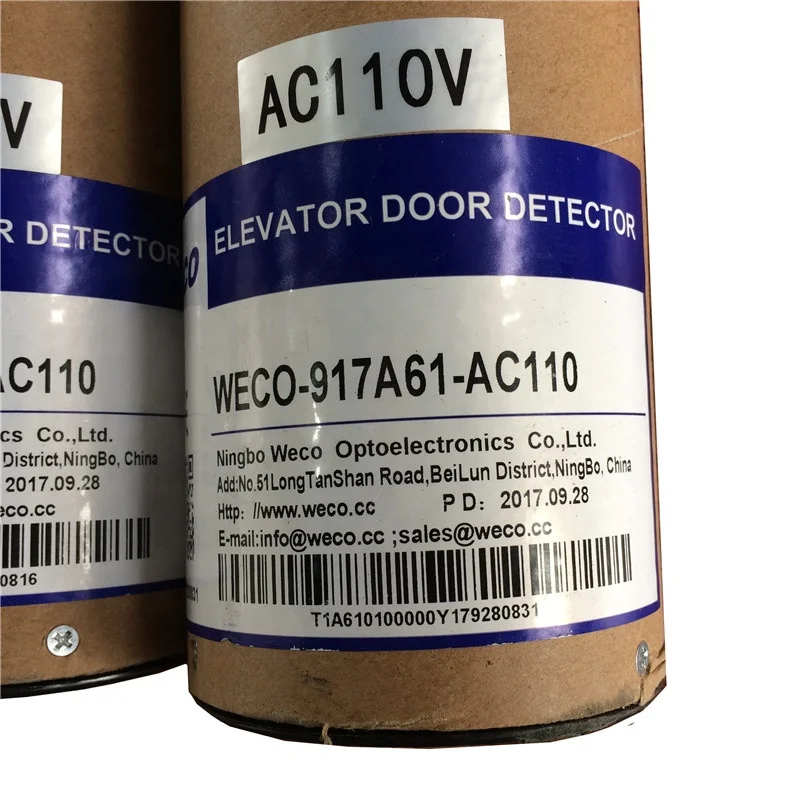 V
R DETECTOR
AC110
cs Co.,Ltd.
District,NingBo, China
2017.09.28
eco.cc
0816
AC110V
CO
ELEVATOR DOOR DETECTOR
WECO-917A61-AC110
Ningbo Weco Optoelectronics Co.,Ltd.
Add:No.51LongTanShan Road,BeiLun District,NingBo, China
Http: //www.weco.cc PD: 2017.09.28
E-mail:info@weco.cc ;sales@weco.cc
T1A610100000Y179280831